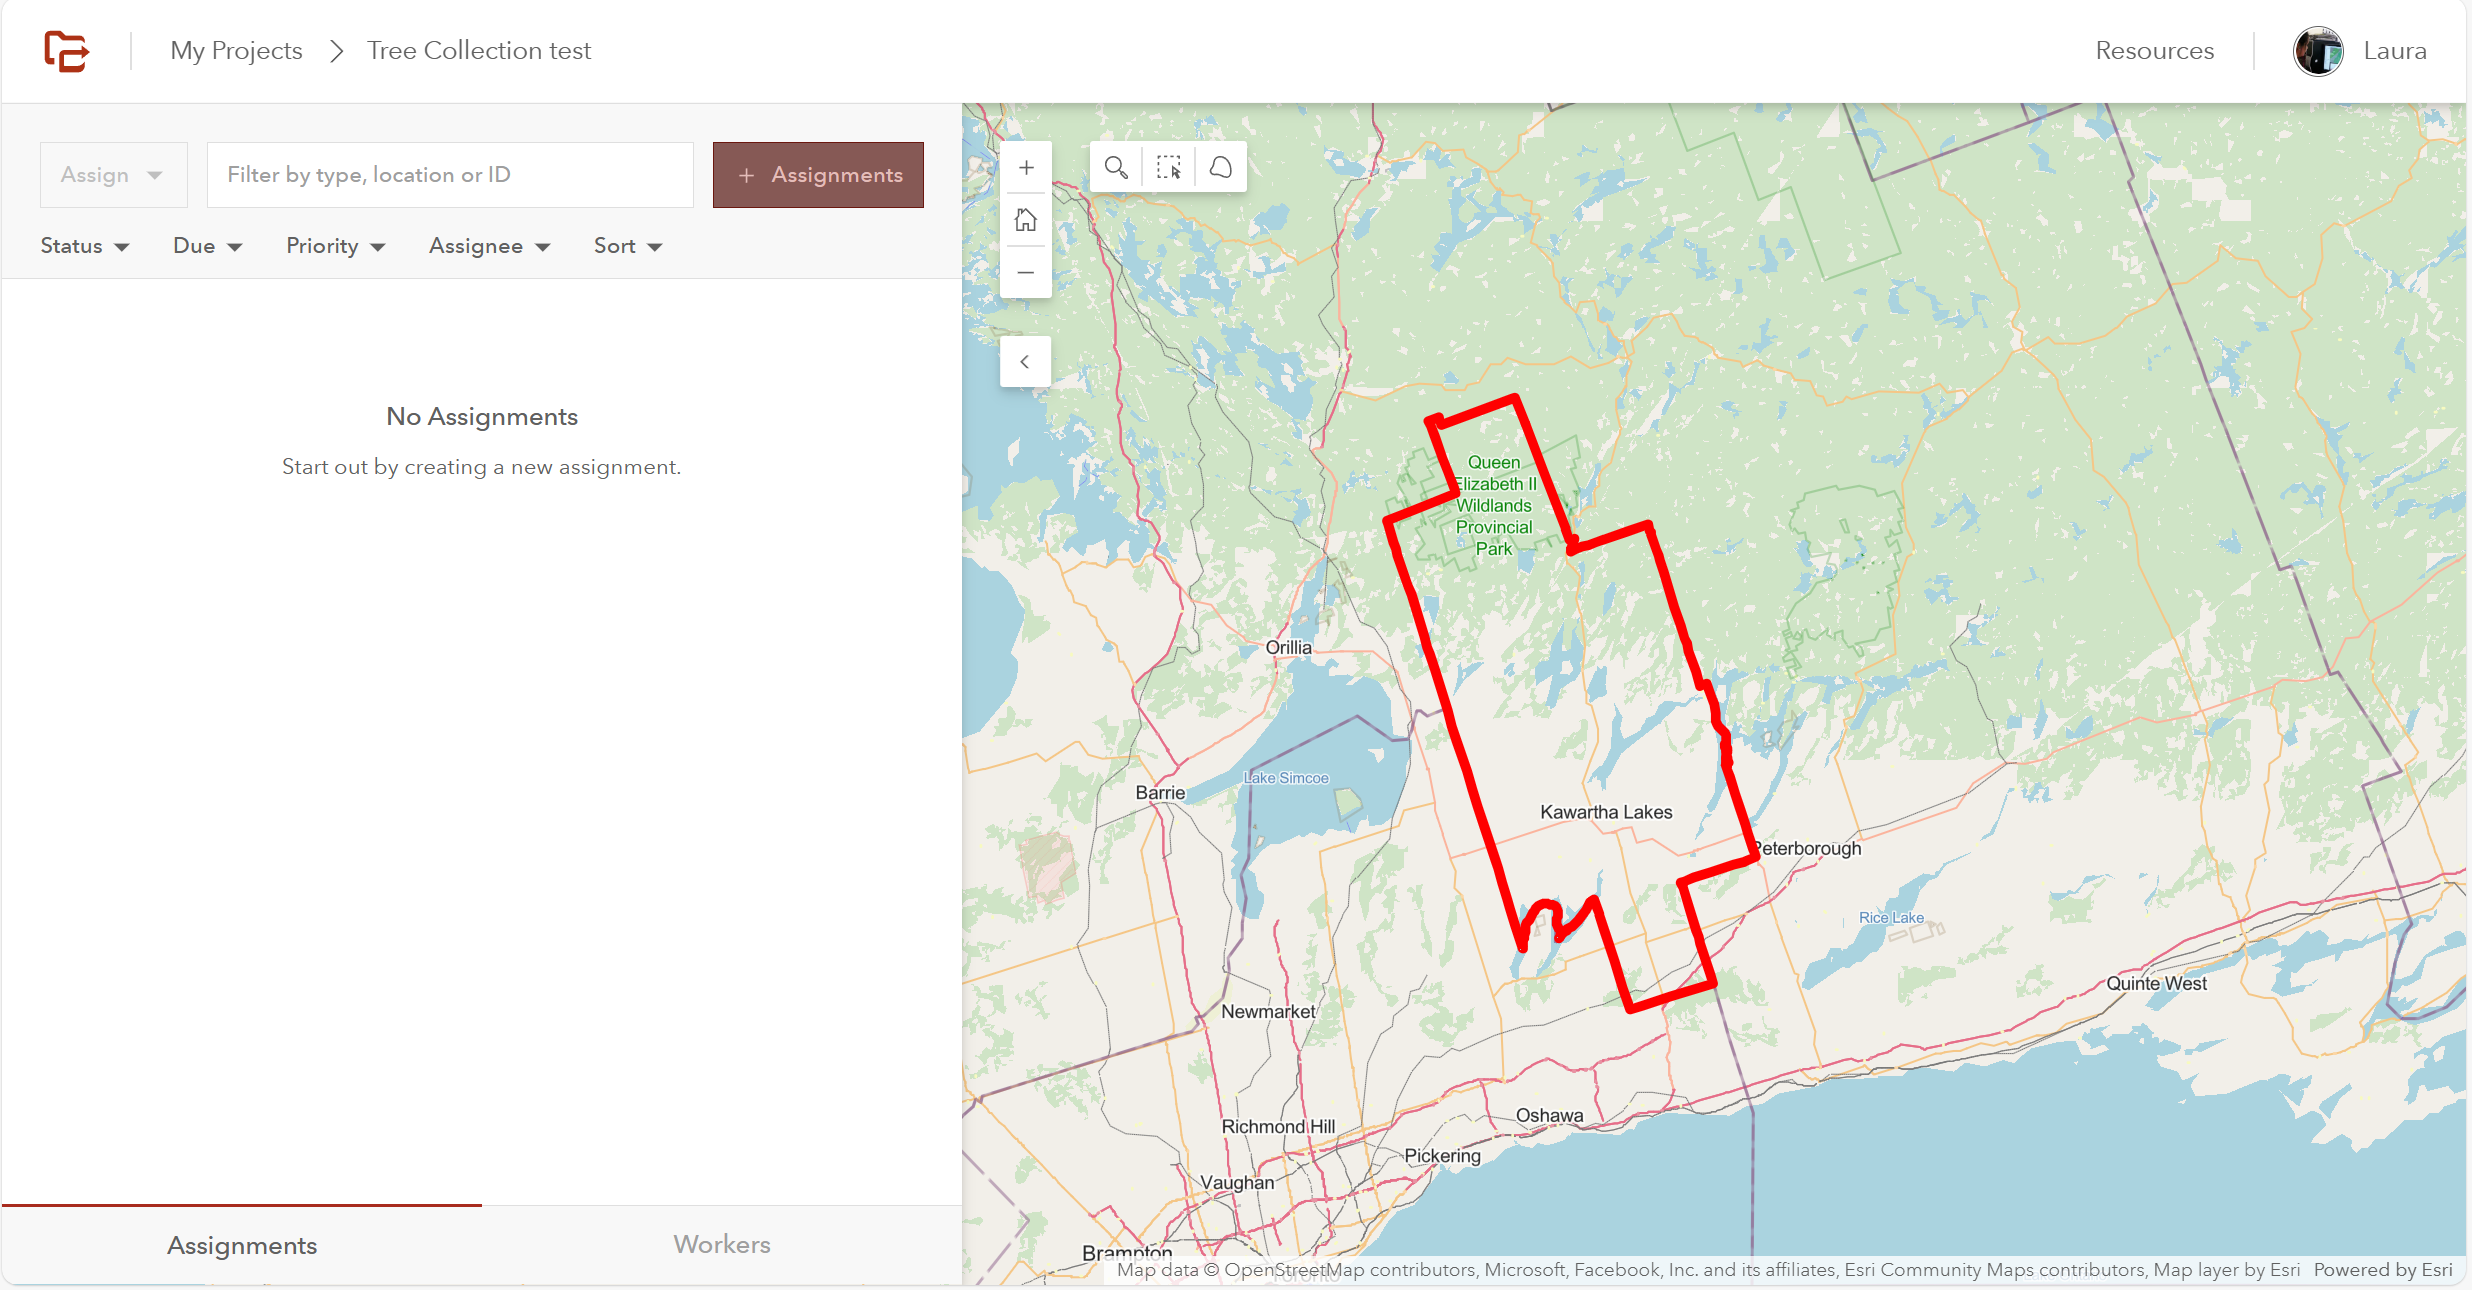 My Projects
Tree Collection test
Resources
Laura
Assign
Filter by type, location or ID
+ Assignments
Status
Due
Priority
Assignee
Sort
No Assignments
Start out by creating a new assignment.
Assignments
Workers
Queen
Elizabeth II
Wildlands
Provincial
Park
Orillia
Lake Simcoe
Barrie
Kawartha Lakes
Peterborough
Rice Lake
Quinte West
Newmarket
Oshawa
Richmond Hill
Pickering
Vaughan
Brampton
Toronto
Map data © OpenStreetMap contributors, Microsoft, Facebook, Inc. and its affiliates, Esri Community Maps contributors, Map layer by Esri
Powered by Esri